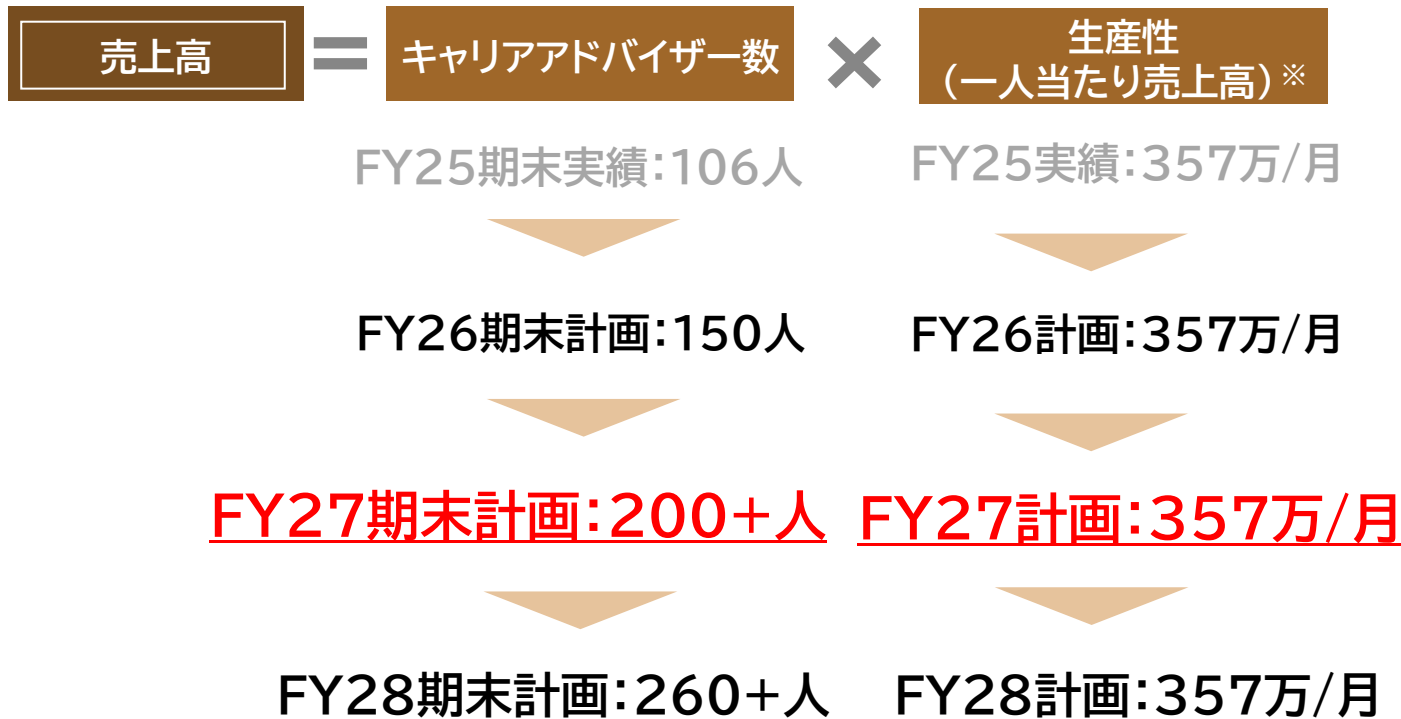 売上高 = キャリアアドバイザー数 × 生産性
(一人当たり売上高)※
FY25期末実績:106人 FY25実績:357万/月
FY26期末計画:150人 FY26計画:357万/月
FY27期末計画:200+人 FY27計画:357万/月
FY28期末計画:260+人 FY28計画:357万/月